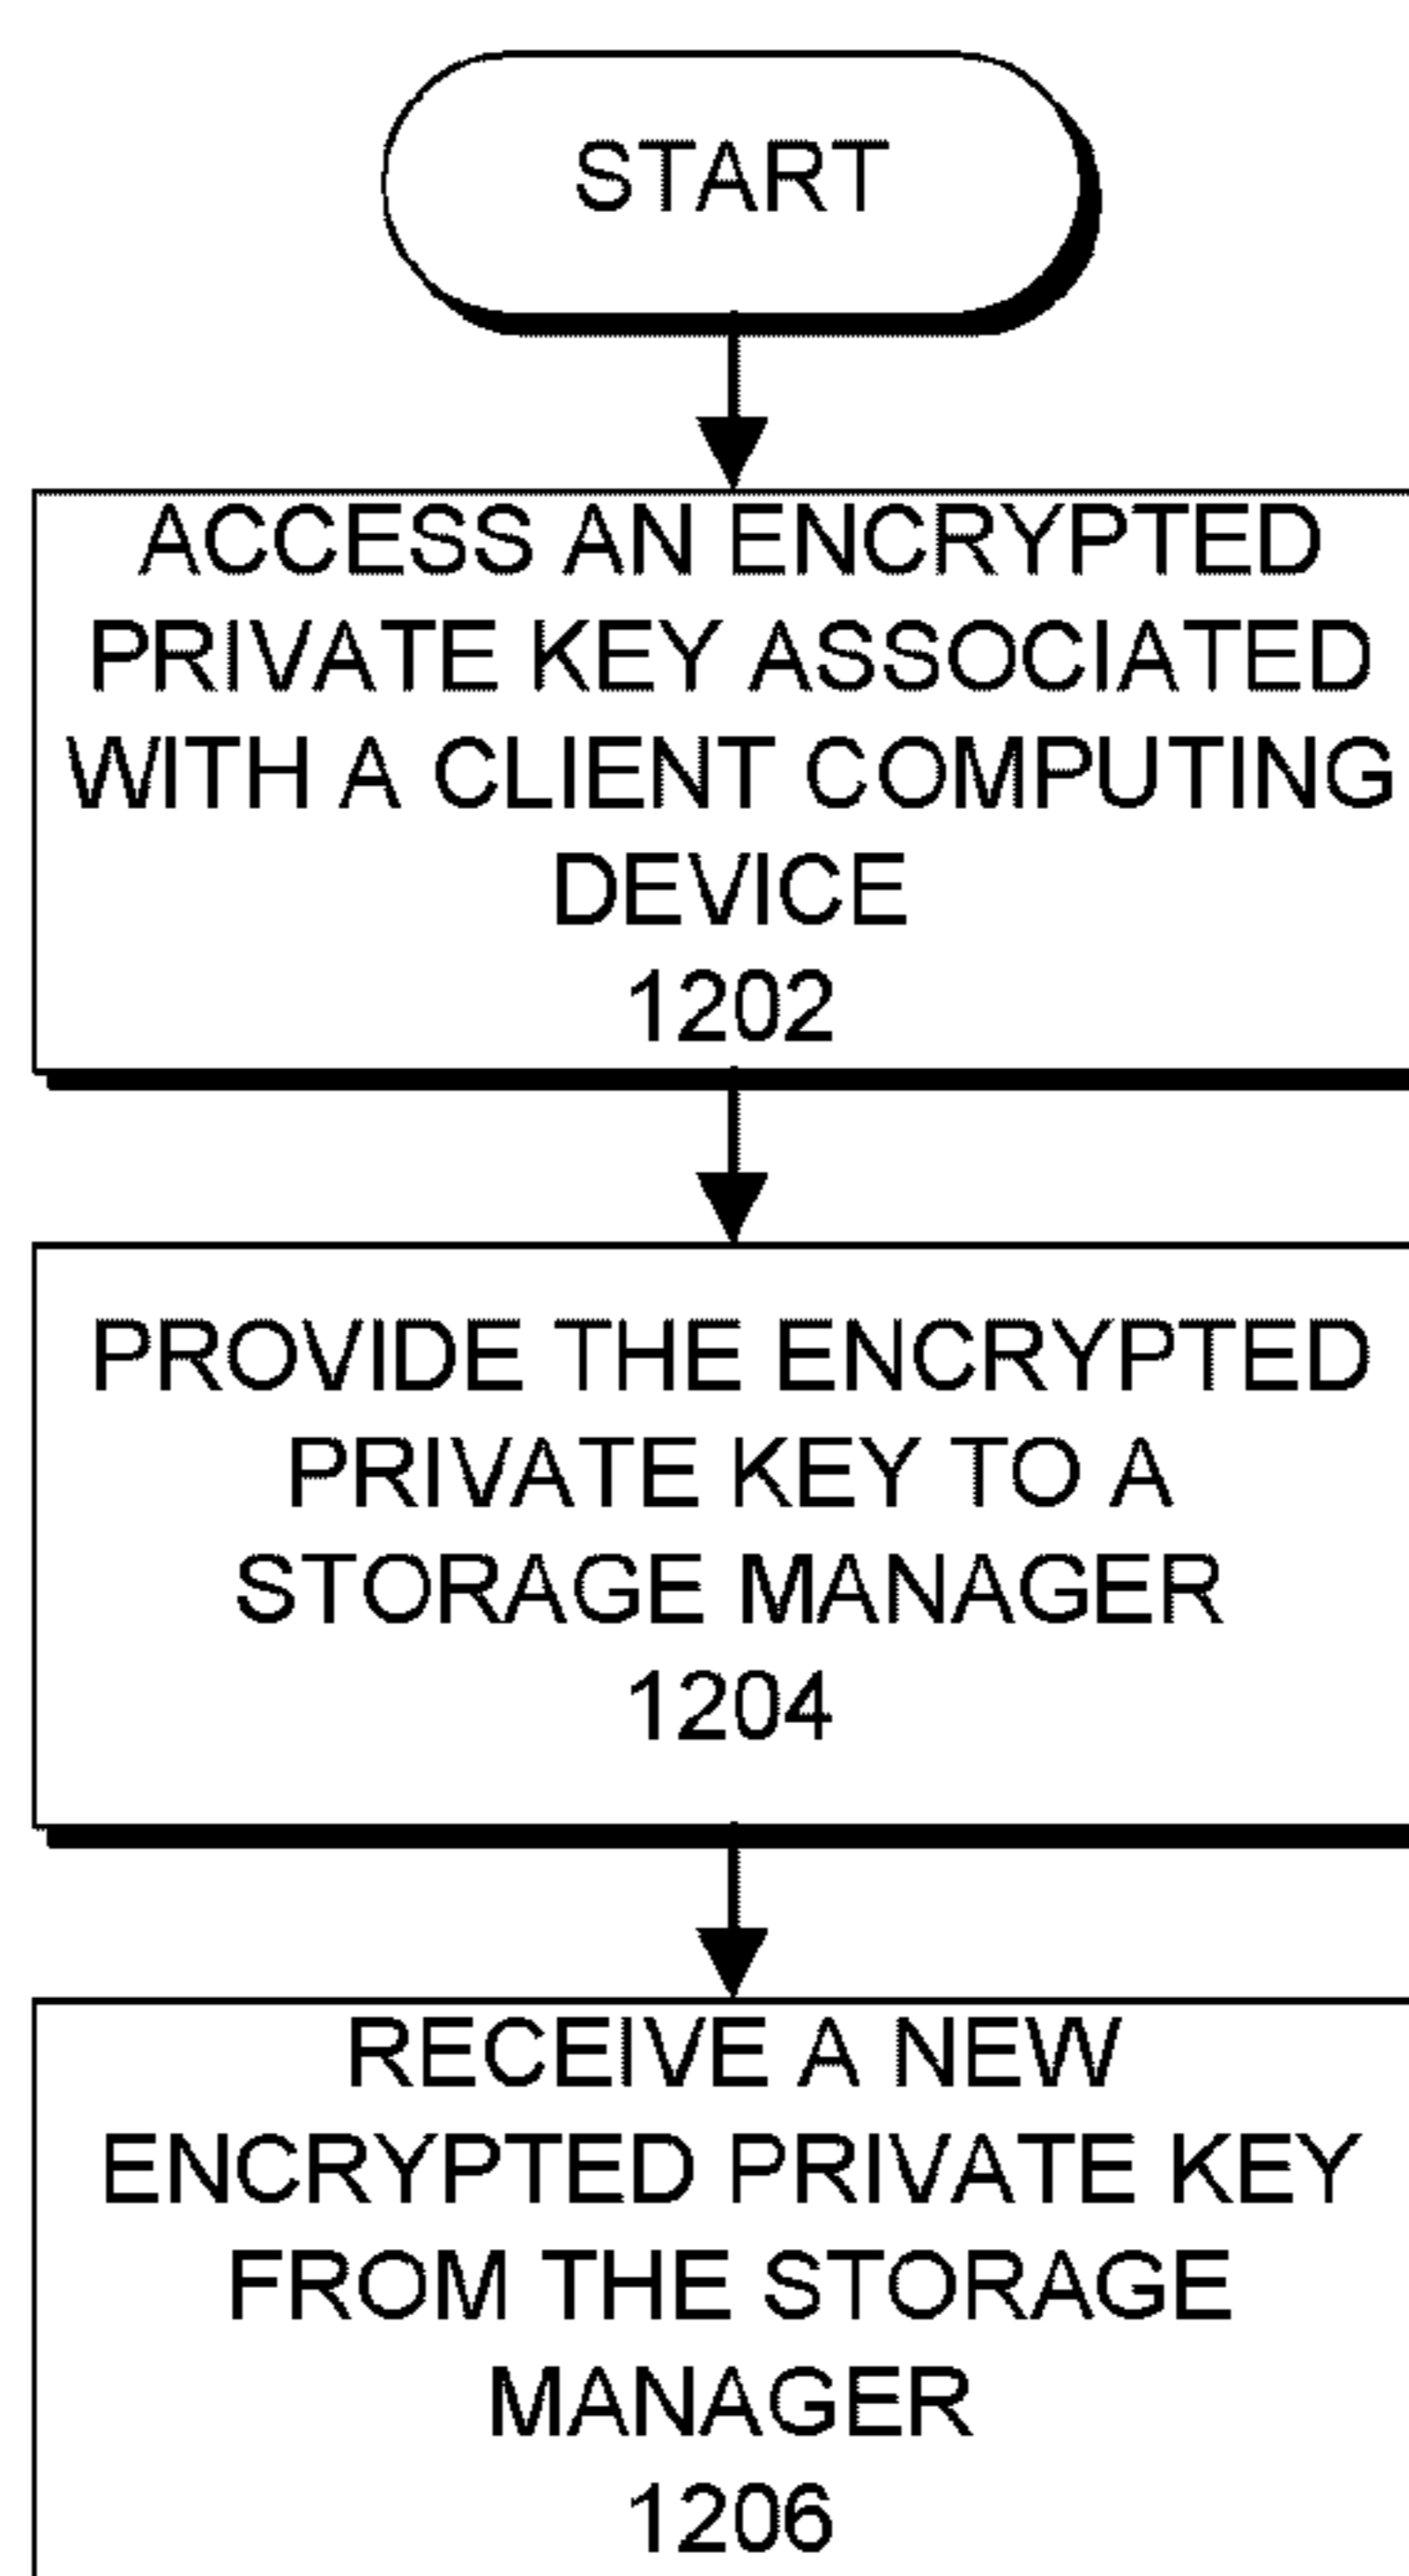 START
ACCESS AN ENCRYPTED
PRIVATE KEY ASSOCIATED
WITH A CLIENT COMPUTING
DEVICE
1202
PROVIDE THE ENCRYPTED
PRIVATE KEY TO A
STORAGE MANAGER
1204
RECEIVE A NEW
ENCRYPTED PRIVATE KEY
FROM THE STORAGE
MANAGER
1206